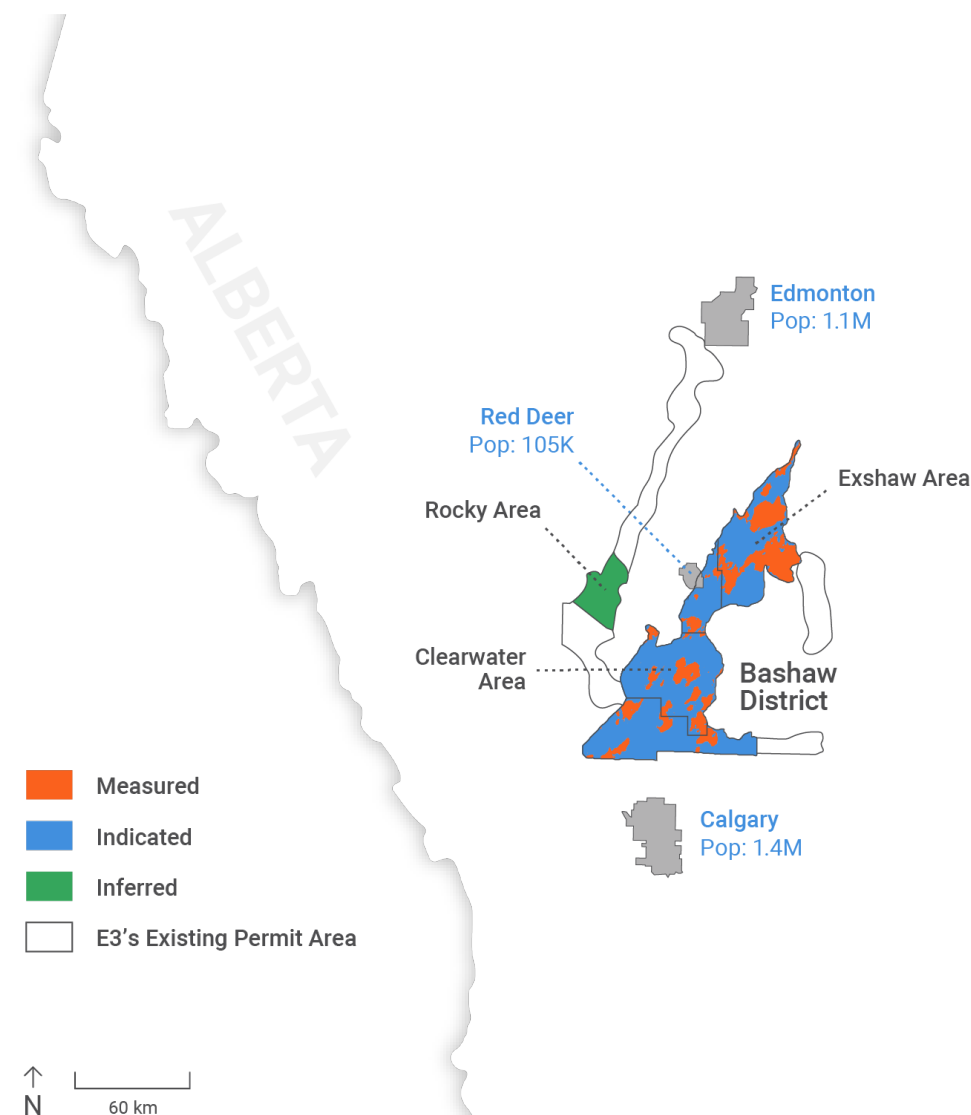 ALBERTA
Edmonton
Pop: 1.1M
Red Deer
Pop: 105K
Exshaw Area
Rocky Area
Clearwater
Area
Bashaw
District
Measured
Indicated
Inferred
E3’s Existing Permit Area
Calgary
Pop: 1.4M
N
60 km